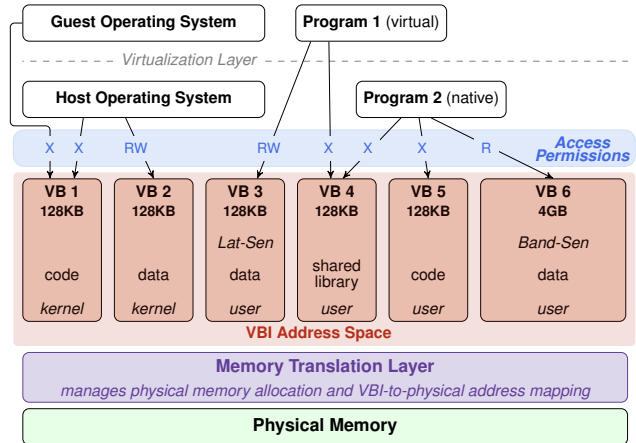 Guest Operating System
Program 1 (virtual)
Virtualization Layer
Host Operating System
Program 2 (native)
X X RW RW X X X R
Access
Permissions
VB 1 VB 2 VB 3 VB 4 VB 5 VB 6
128KB 128KB 128KB 128KB 128KB 4GB
Lat-Sen Band-Sen
code data data shared library code data
kernel kernel user user user user
VBI Address Space
Memory Translation Layer
manages physical memory allocation and VBI-to-physical address mapping
Physical Memory